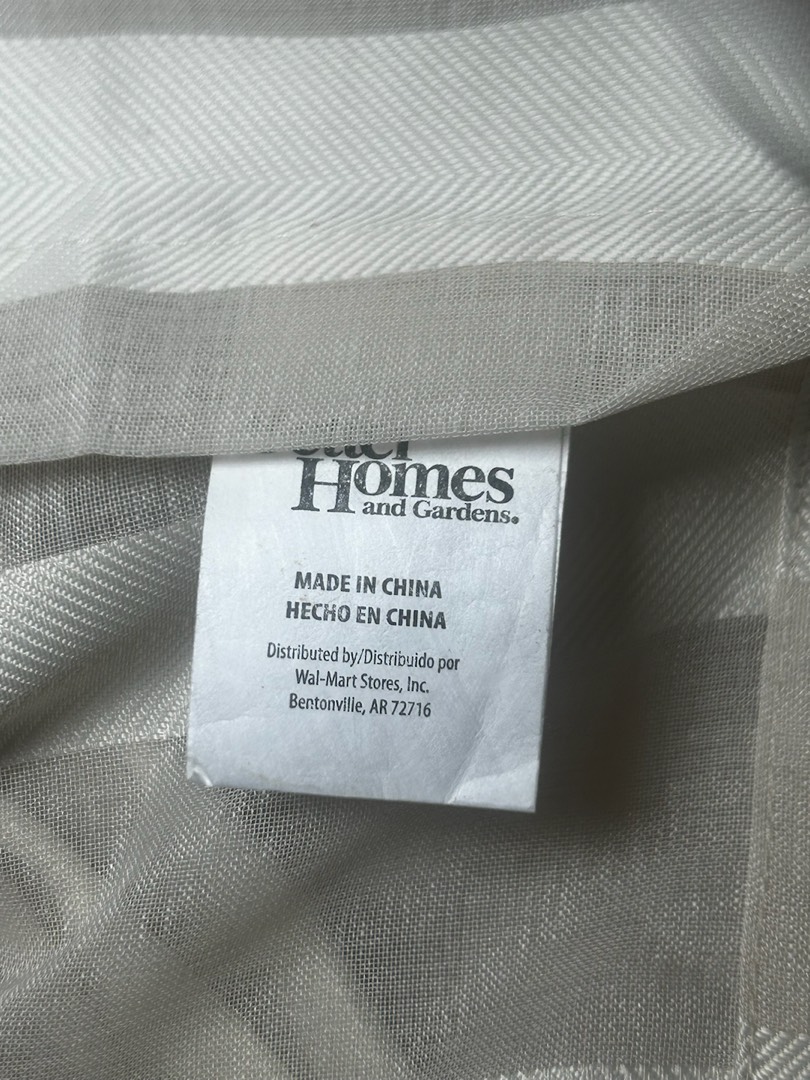 Homes
and Gardens.
MADE IN CHINA
HECHO EN CHINA
Distributed by/Distribuido por
Wal-Mart Stores, Inc.
Bentonville, AR 72716